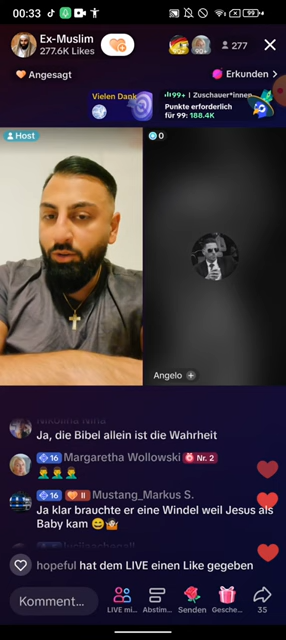 00:33
99
Ex-Muslim
277.6K Likes
277
Angesagt
Erkunden >
Vielen Dank
99+ | Zuschauer*innen
Punkte erforderlich
für 99: 188.4K
Host
0
Angelo +
Ja, die Bibel allein ist die Wahrheit
16 Margaretha Wollowski Nr. 2
16 II Mustang_Markus S.
Ja klar brauchte er eine Windel weil Jesus als
Baby kam
hopeful hat dem LIVE einen Like gegeben
Komment...
LIVE mi...
Abstim...
Senden
Gesche...
35